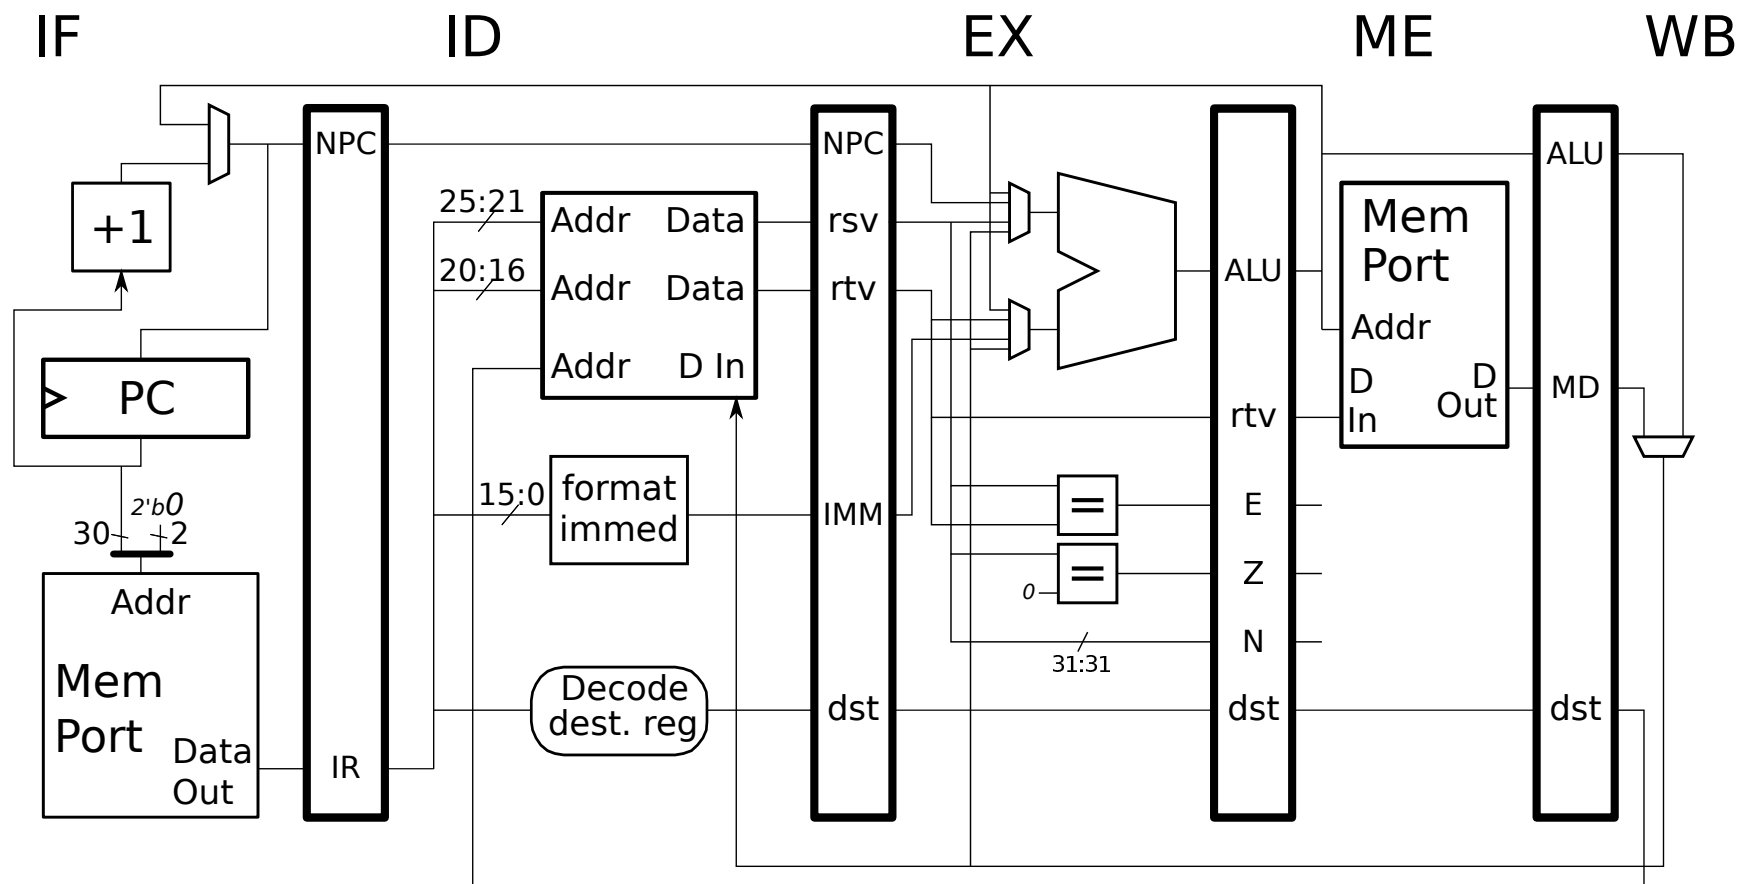 IF ID EX ME WB
NPC
NPC
ALU
+1
25:21
20:16
Addr Data
Addr Data
Addr D In
rsv
rtv
ALU
Mem
Port
Addr
D
In
D
Out
MD
PC
rtv
2'b0
30
2
15:0
format
immed
IMM
=
E
=
0
Z
31:31
N
Addr
Mem
Port
Data
Out
IR
Decode
dest. reg
dst
dst
dst